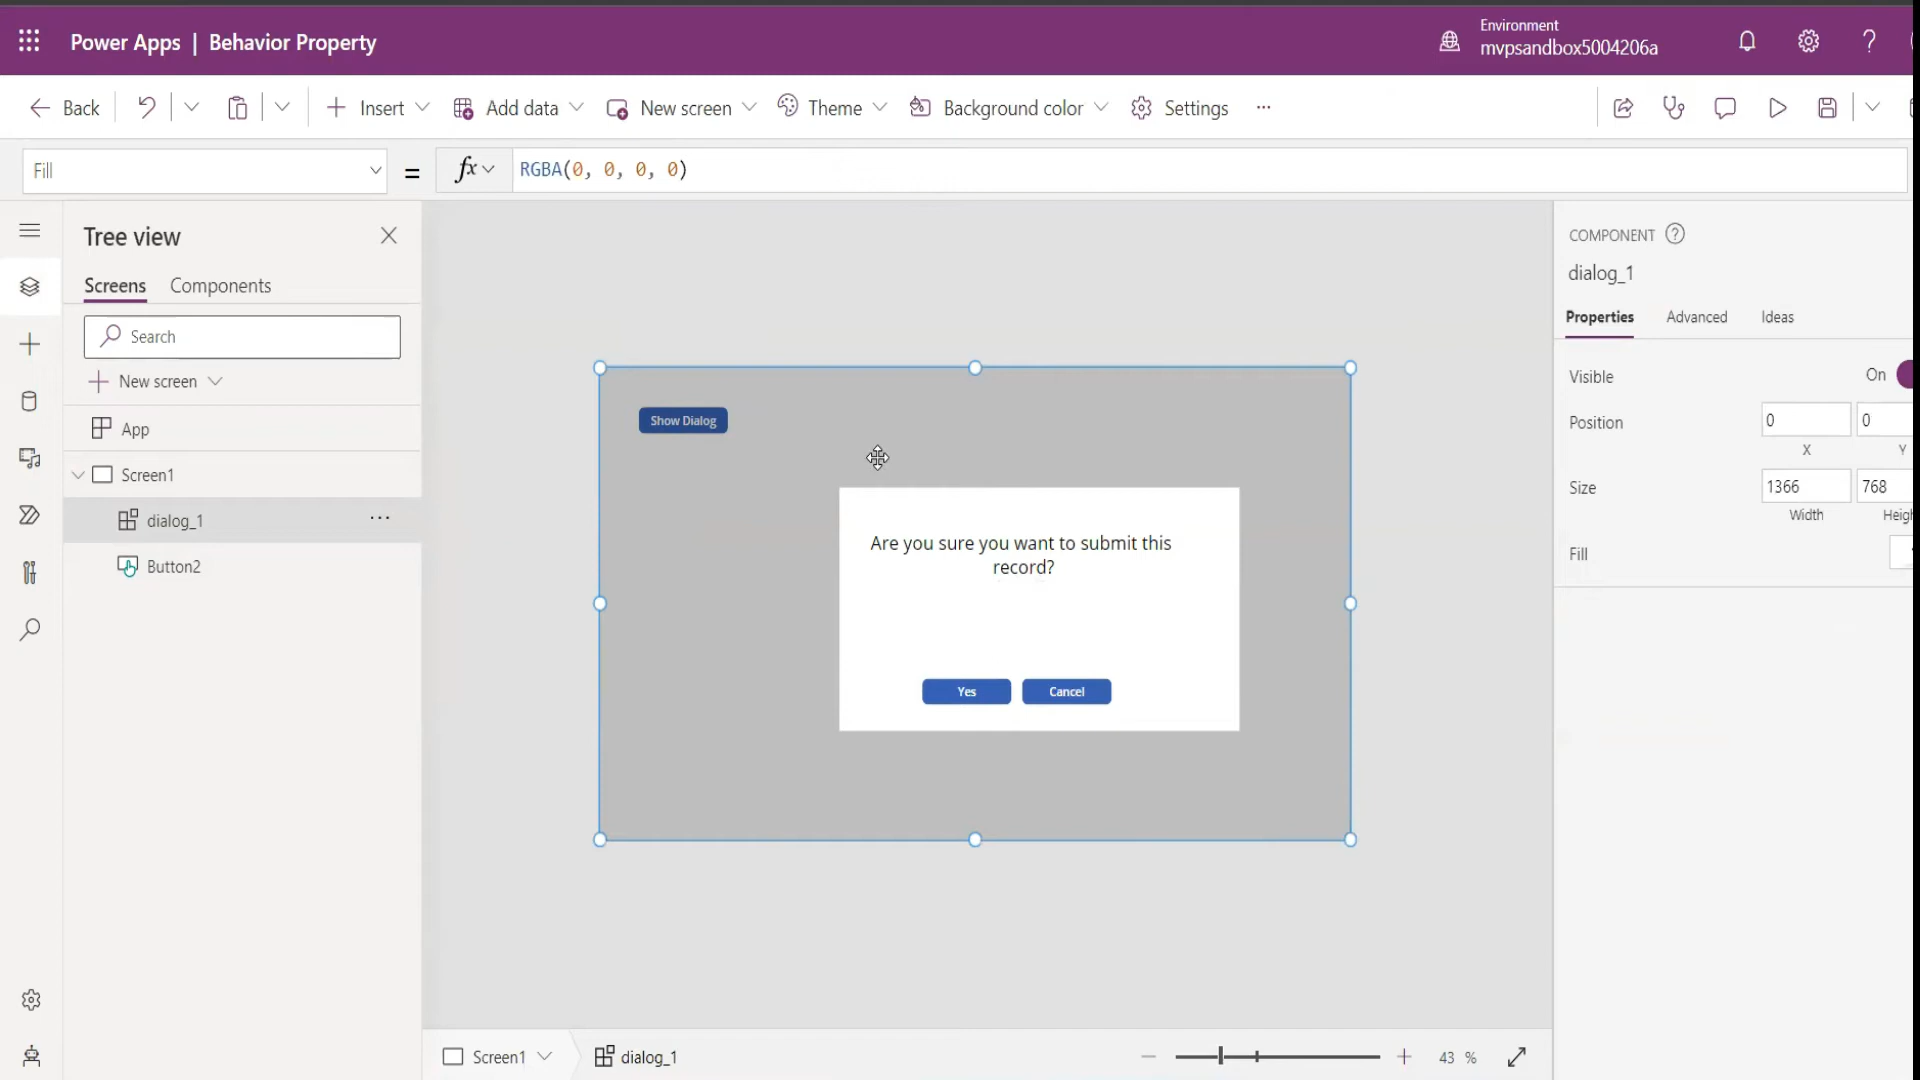 Power Apps | Behavior Property
Environment
mvpsandbox5004206a
Back
Insert
Add data
New screen
Theme
Background color
Settings
Fill
=
fx
RGBA(0, 0, 0, 0)
Tree view
Screens
Components
Search
New screen
App
Screen1
dialog_1
Button2
Show Dialog
Are you sure you want to submit this
record?
Yes
Cancel
COMPONENT
dialog_1
Properties
Advanced
Ideas
Visible
On
Position
0
0
X
Y
Size
1366
768
Width
Heigh
Fill
Screen1
dialog_1
43 %